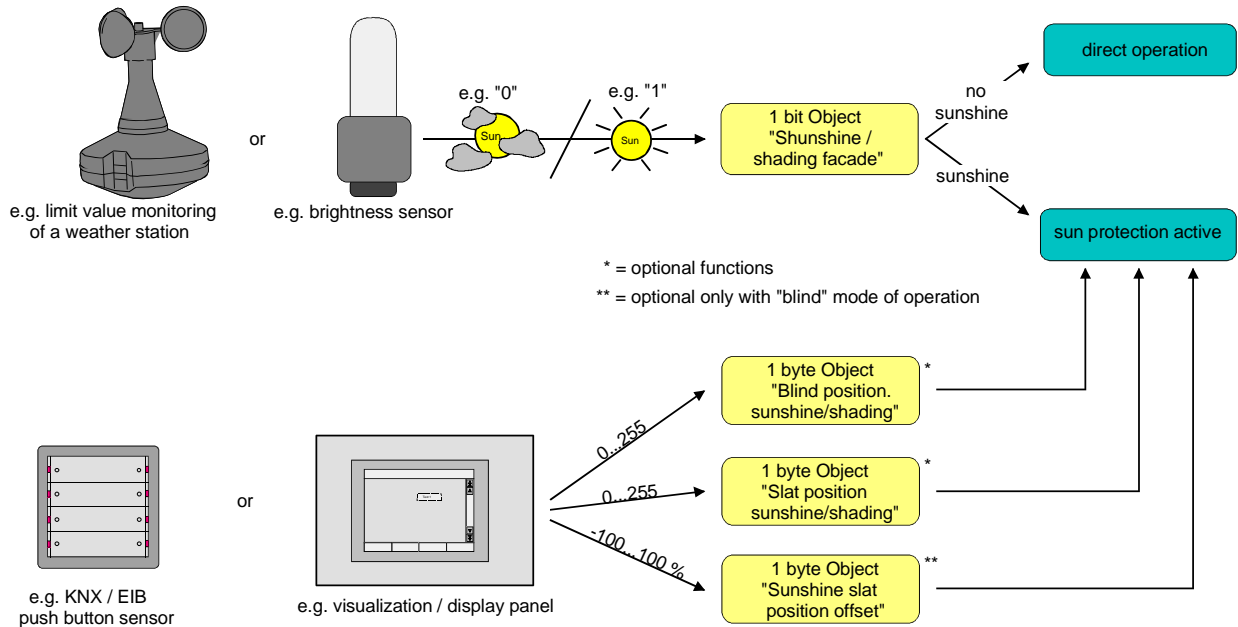 e.g. "0"
e.g. "1"
or
Sun
Sun
1 bit Object
"Shunshine /
shading facade"
direct operation
no
sunshine
sunshine
sun protection active
e.g. limit value monitoring
of a weather station
e.g. brightness sensor
* = optional functions
** = optional only with "blind" mode of operation
1 byte Object
"Blind position.
sunshine/shading"
*
0...255
1 byte Object
"Slat position
sunshine/shading"
*
0...255
1 byte Object
"Sunshine slat
position offset"
**
-100...100 %
or
e.g. KNX / EIB
push button sensor
e.g. visualization / display panel